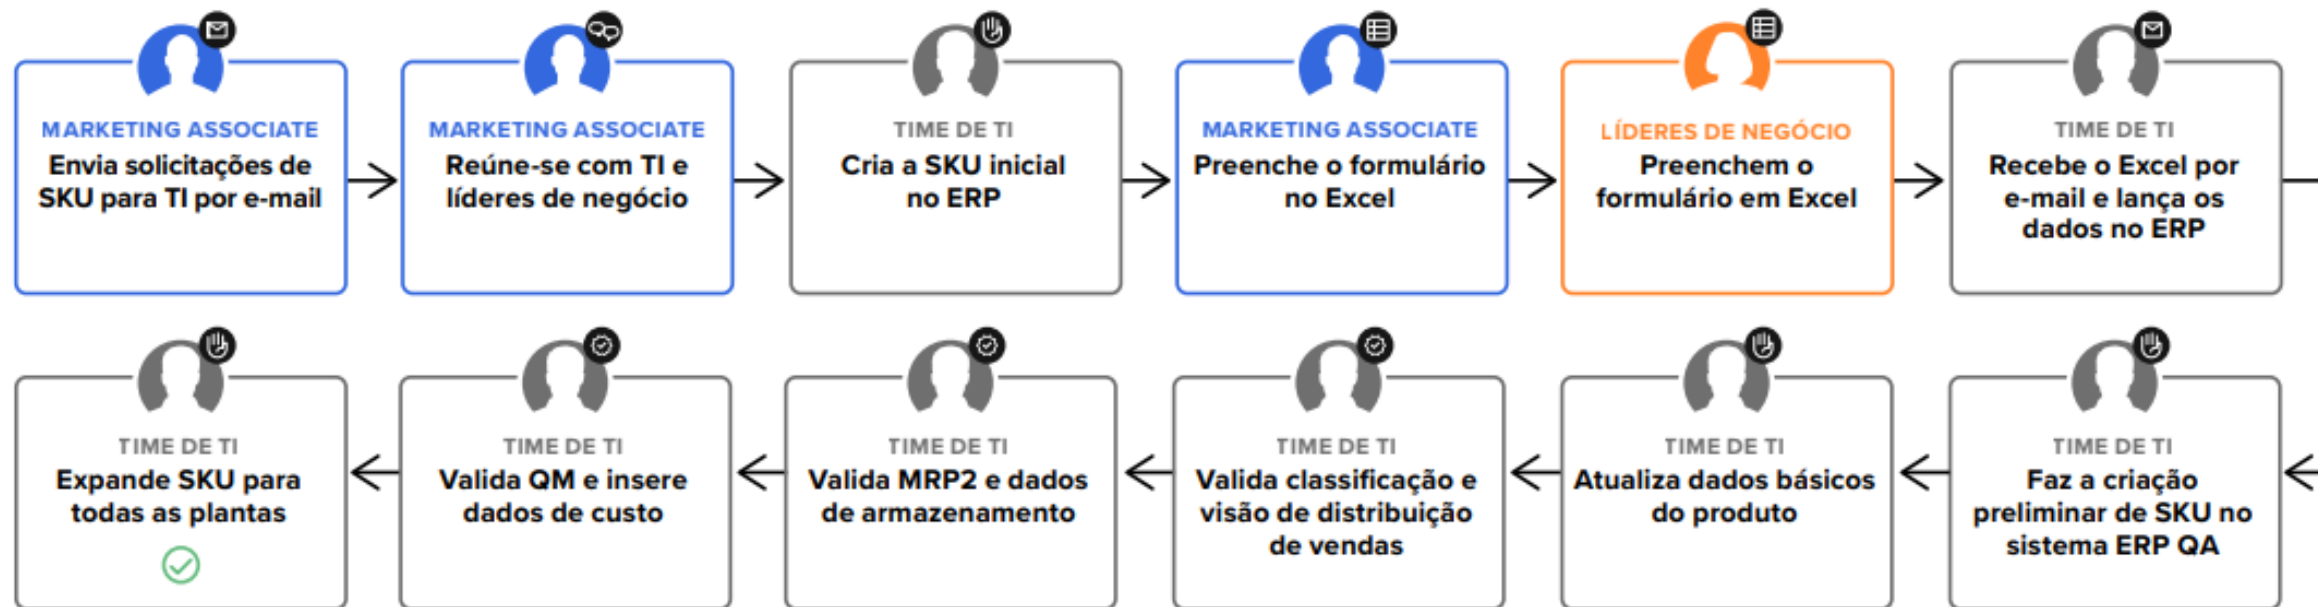 MARKETING ASSOCIATE
Envia solicitações de
SKU para TI por e-mail
MARKETING ASSOCIATE
Reúne-se com TI e
líderes de negócio
TIME DE TI
Cria a SKU inicial
no ERP
MARKETING ASSOCIATE
Preenche o formulário
no Excel
LÍDERES DE NEGÓCIO
Preenchem o
formulário em Excel
TIME DE TI
Recebe o Excel por
e-mail e lança os
dados no ERP
TIME DE TI
Faz a criação
preliminar de SKU no
sistema ERP QA
TIME DE TI
Atualiza dados básicos
do produto
TIME DE TI
Valida classificação e
visão de distribuição
de vendas
TIME DE TI
Valida MRP2 e dados
de armazenamento
TIME DE TI
Valida QM e insere
dados de custo
TIME DE TI
Expande SKU para
todas as plantas